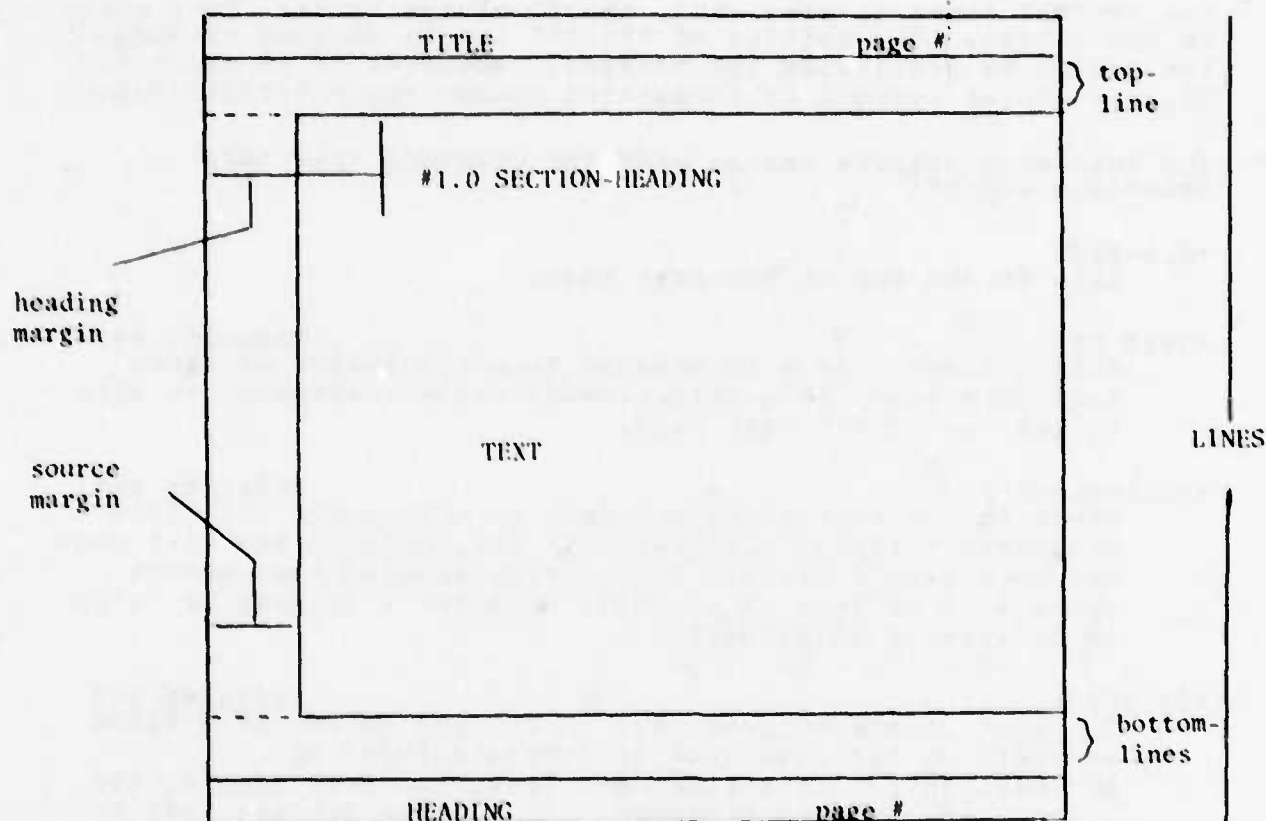 TITLE page #
top-
line
#1.0 SECTION-HEADING
heading
margin
TEXT
LINES
source
margin
bottom-
lines
HEADING page #